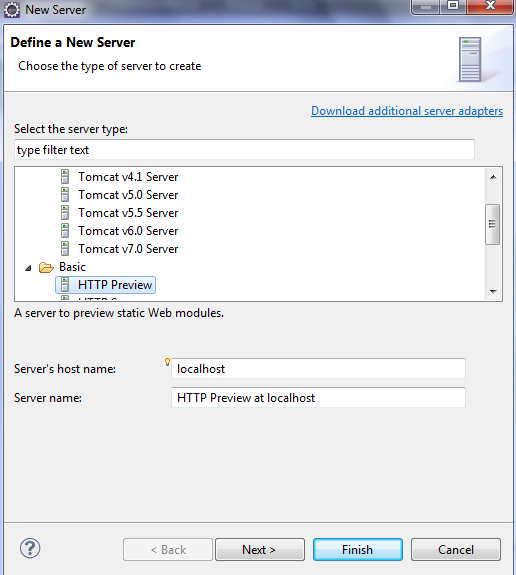 New Server
Define a New Server
Choose the type of server to create
Download additional server adapters
Select the server type:
type filter text
Tomcat v4.1 Server
Tomcat v5.0 Server
Tomcat v5.5 Server
Tomcat v6.0 Server
Tomcat v7.0 Server
Basic
HTTP Preview
A server to preview static Web modules.
Server's host name:
localhost
Server name:
HTTP Preview at localhost
?
< Back
Next >
Finish
Cancel